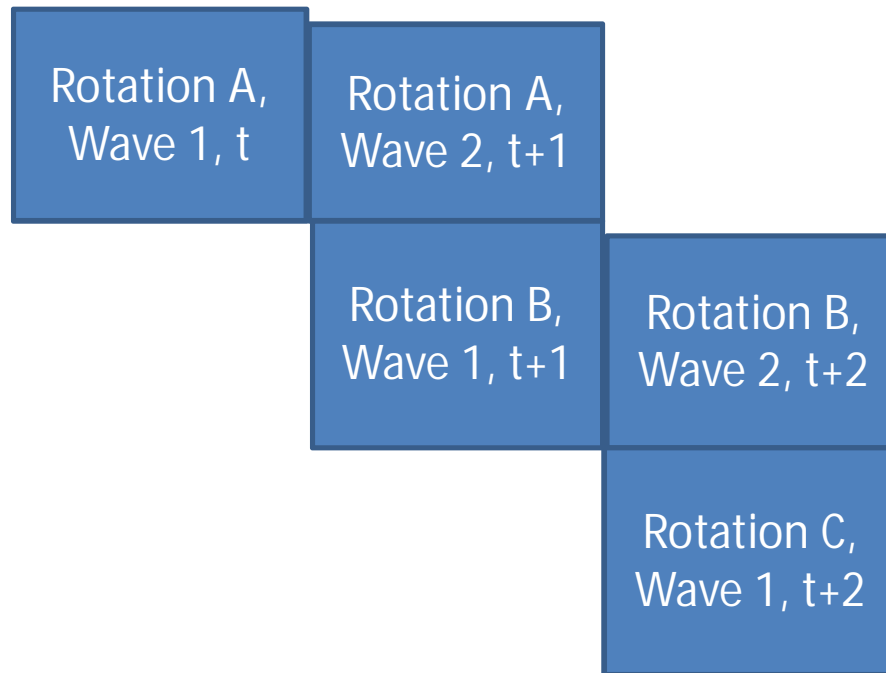 Rotation A,
Wave 1, t
Rotation A,
Wave 2, t+1
Rotation B,
Wave 1, t+1
Rotation B,
Wave 2, t+2
Rotation C,
Wave 1, t+2